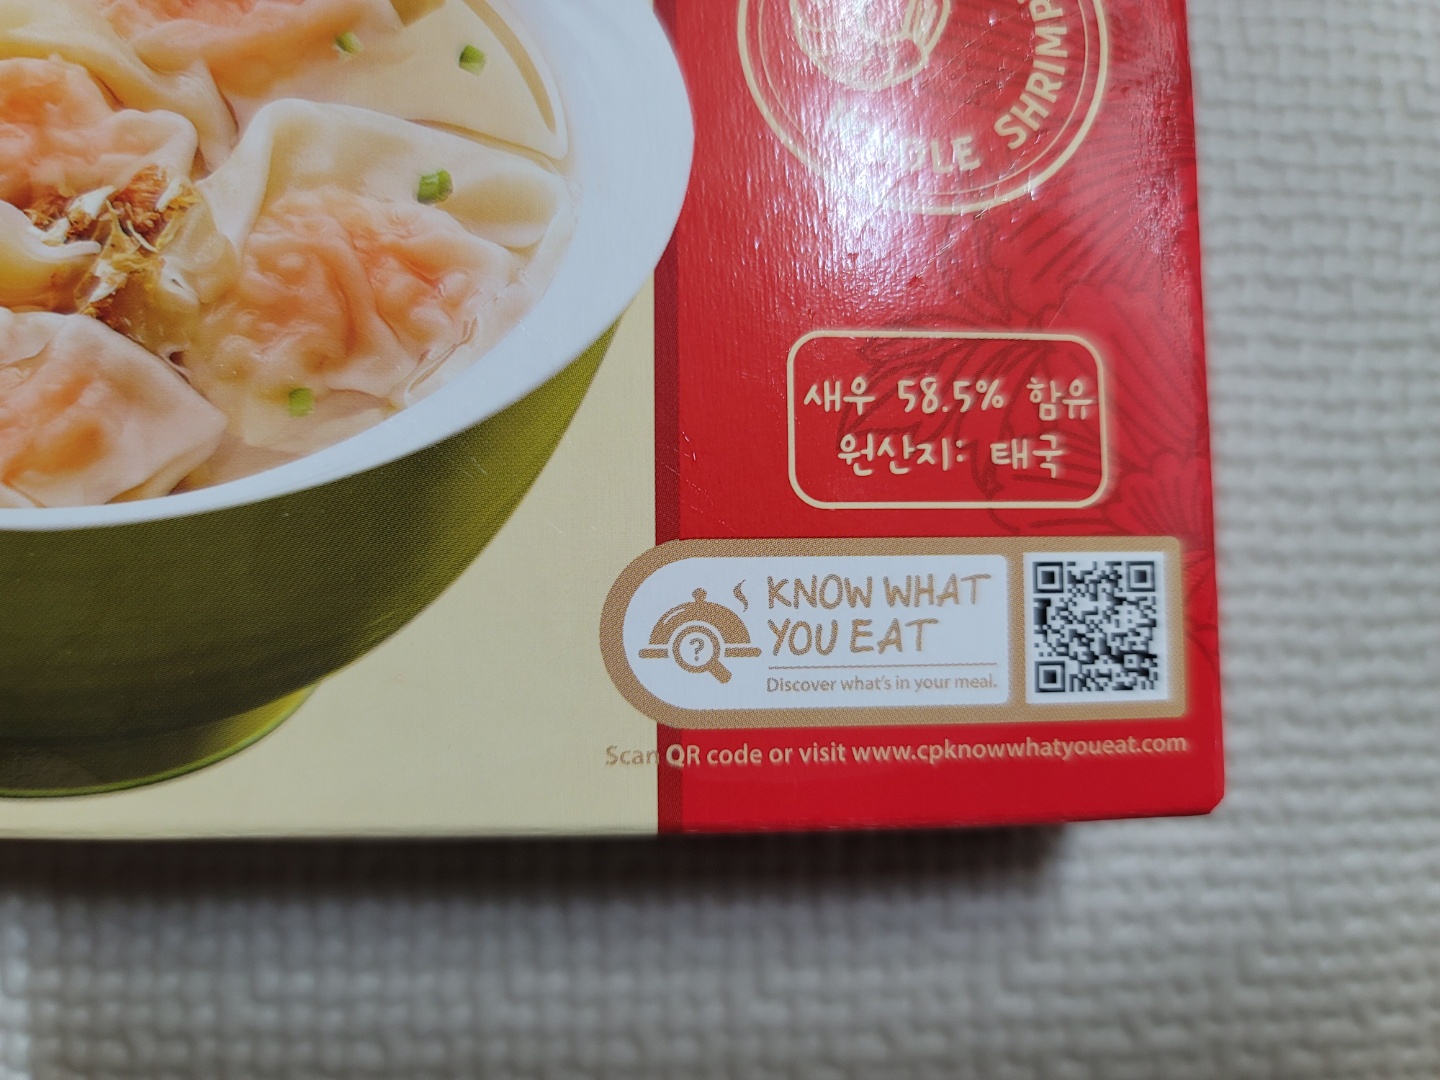 SHRIMP
새우 58.5% 함유
원산지: 태국
KNOW WHAT
YOU EAT
?
Discover what's in your meal.
Scan QR code or visit www.cpknowwhatyoueat.com